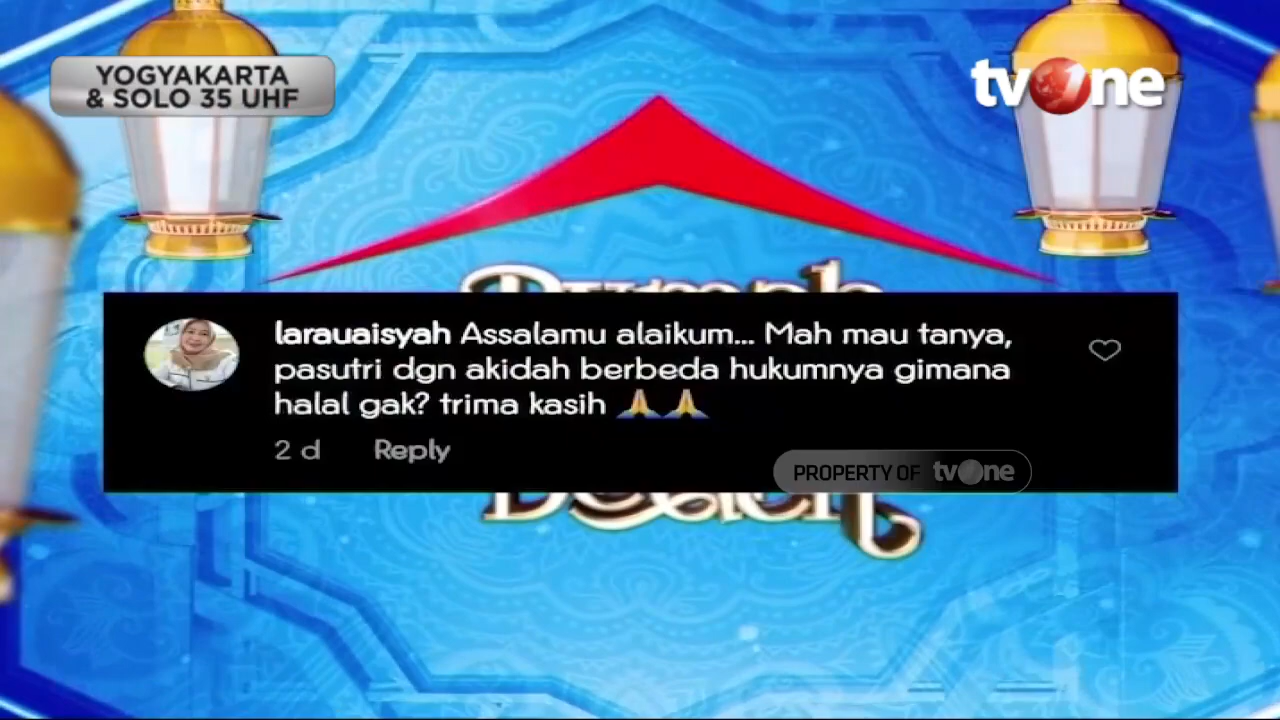 YOGYAKARTA
& SOLO 35 UHF
tvOne
larauaisyah Assalamu alaikum... Mah mau tanya,
pasutri dgn akidah berbeda hukumnya gimana
halal gak? trima kasih 🙏🙏
2 d Reply
PROPERTY OF tvOne